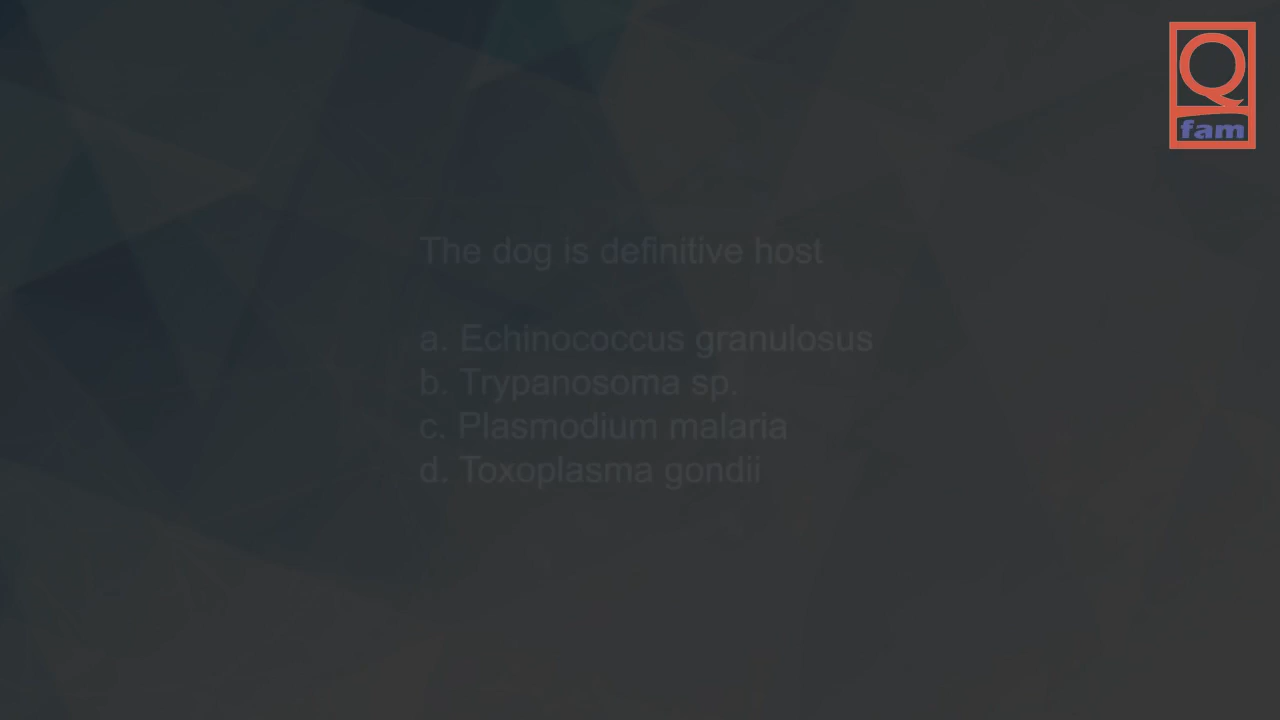 Q
fam
The dog is definitive host
a. Echinococcus granulosus
b. Trypanosoma sp.
c. Plasmodium malaria
d. Toxoplasma gondii